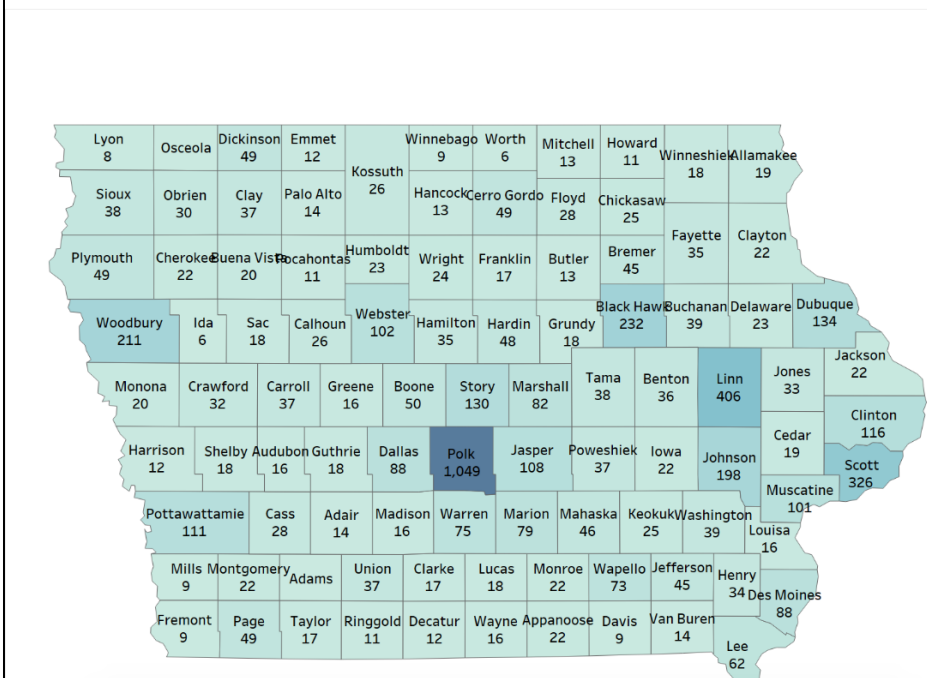 Lyon
8
Osceola
Dickinson
49
Emmet
12
Kossuth
26
Winnebago
9
Worth
6
Mitchell
13
Howard
11
Winneshiek
18
Allamakee
19
Sioux
38
Obrien
30
Clay
37
Palo Alto
14
Hancock
13
Cerro Gordo
49
Floyd
28
Chickasaw
25
Plymouth
49
Cherokee
22
Buena Vista
20
Pocahontas
11
Humboldt
23
Wright
24
Franklin
17
Butler
13
Bremer
45
Fayette
35
Clayton
22
Woodbury
211
Ida
6
Sac
18
Calhoun
26
Webster
102
Hamilton
35
Hardin
48
Grundy
18
Black Hawk
232
Buchanan
39
Delaware
23
Dubuque
134
Monona
20
Crawford
32
Carroll
37
Greene
16
Boone
50
Story
130
Marshall
82
Tama
38
Benton
36
Linn
406
Jones
33
Jackson
22
Clinton
116
Harrison
12
Shelby
18
Audubon
16
Guthrie
18
Dallas
88
Polk
1,049
Jasper
108
Poweshiek
37
Iowa
22
Johnson
198
Cedar
19
Scott
326
Muscatine
101
Pottawattamie
111
Cass
28
Adair
14
Madison
16
Warren
75
Marion
79
Mahaska
46
Keokuk
25
Washington
39
Louisa
16
Mills
9
Montgomery
22
Adams
Union
37
Clarke
17
Lucas
18
Monroe
22
Wapello
73
Jefferson
45
Henry
34
Des Moines
88
Fremont
9
Page
49
Taylor
17
Ringgold
11
Decatur
12
Wayne
16
Appanoose
22
Davis
9
Van Buren
14
Lee
62